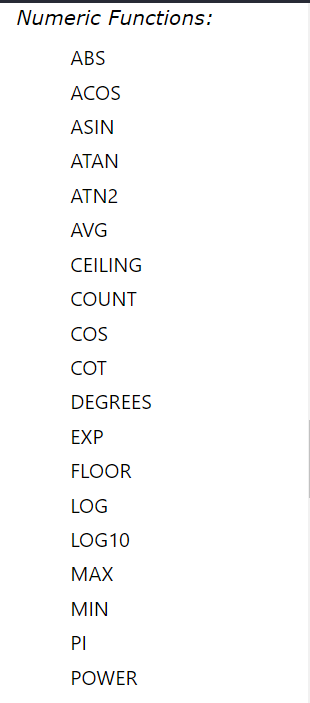 Numeric Functions:
ABS
ACOS
ASIN
ATAN
ATN2
AVG
CEILING
COUNT
COS
COT
DEGREES
EXP
FLOOR
LOG
LOG10
MAX
MIN
PI
POWER